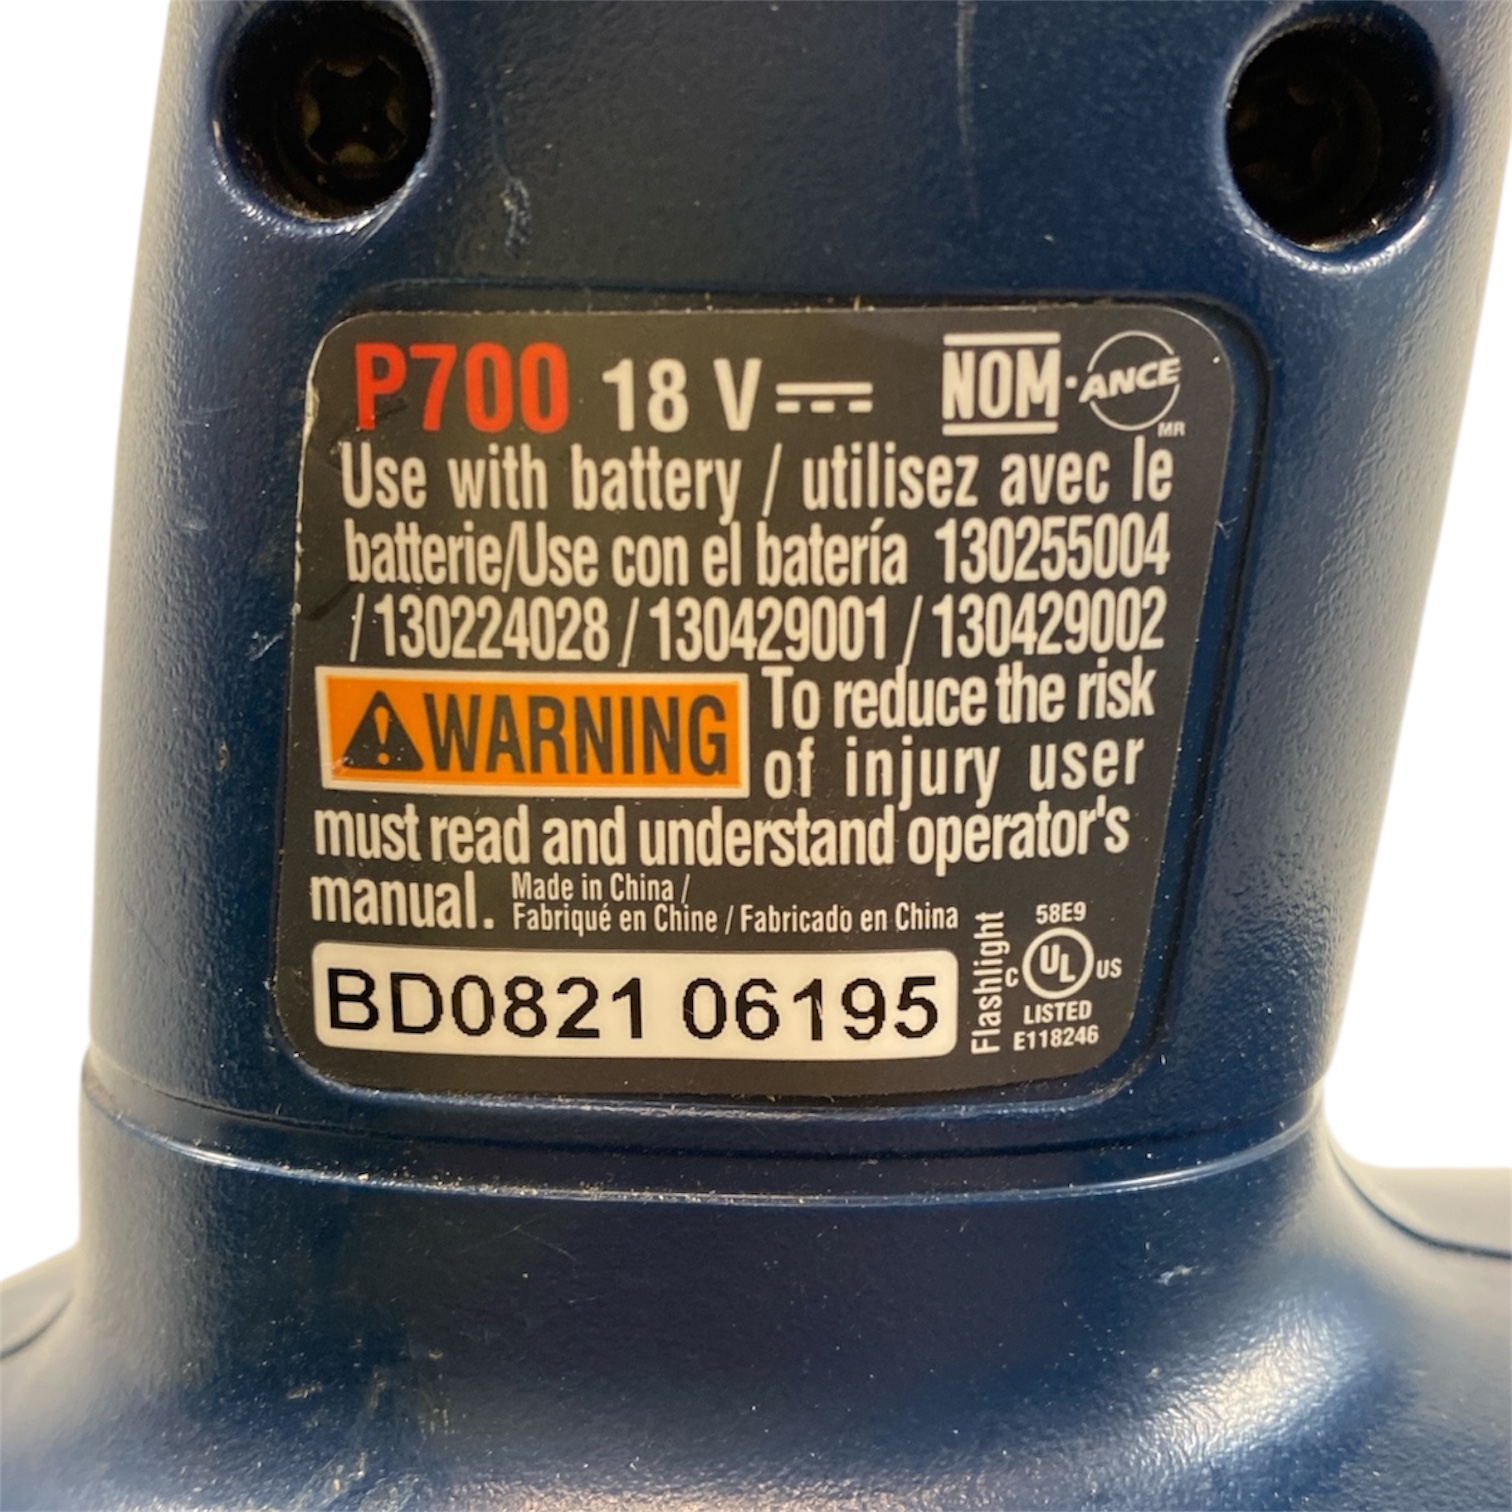 P700 18 V NOM·ANCE
MR
Use with battery / utilisez avec le
batterie/Use con el batería 130255004
/ 130224028 / 130429001 / 130429002
WARNING To reduce the risk
of injury user
must read and understand operator's
manual. Made in China /
Fabriqué en Chine / Fabricado en China
BD0821 06195
Flashlight
58E9
C UL US
LISTED
E118246